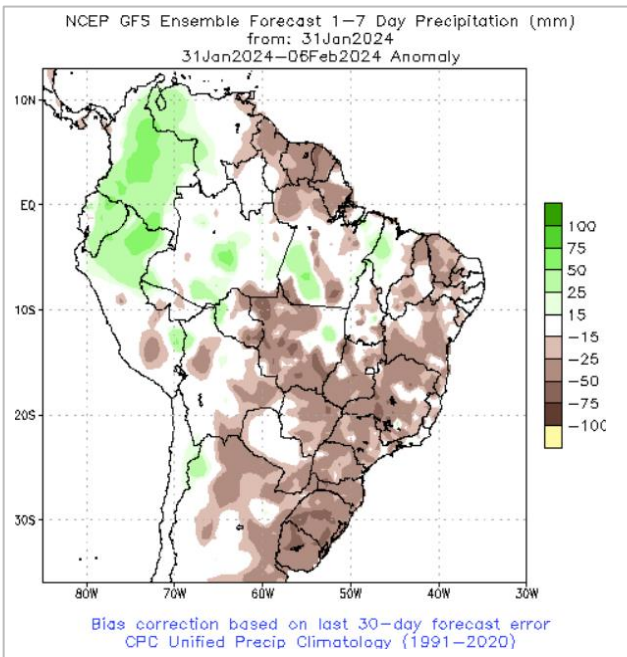 NCEP GFS Ensemble Forecast 1–7 Day Precipitation (mm)
from: 31Jan2024
31Jan2024–06Feb2024 Anomaly
10N
EQ
10S
20S
30S
80W 70W 60W 50W 40W 30W
100
75
50
25
15
−15
−25
−50
−75
−100
Bias correction based on last 30–day forecast error
CPC Unified Precip Climatology (1991–2020)